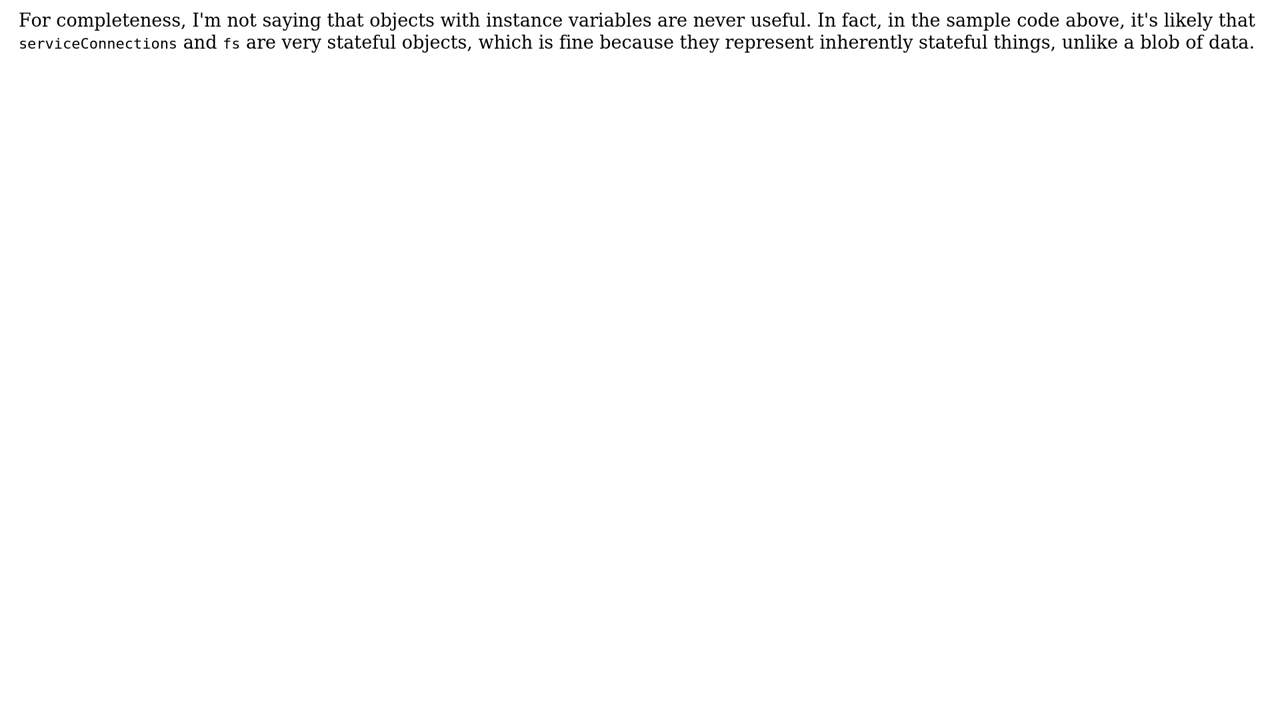 For completeness, I'm not saying that objects with instance variables are never useful. In fact, in the sample code above, it's likely that
serviceConnections and fs are very stateful objects, which is fine because they represent inherently stateful things, unlike a blob of data.